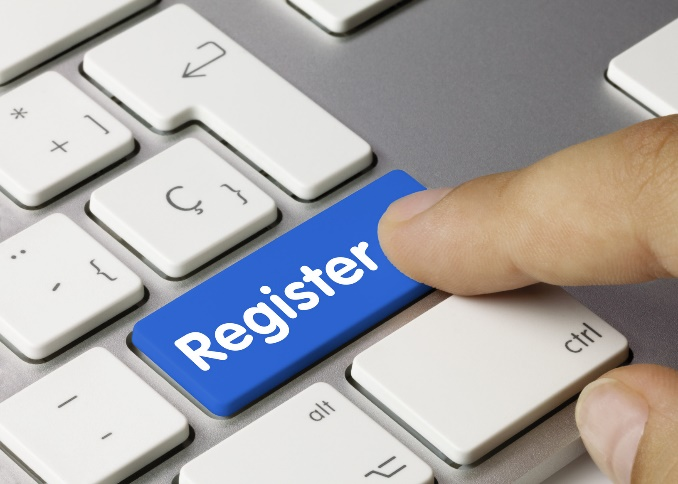 * + ]
Ç }
¨ ´ {
Register
_ -
ctrl
alt